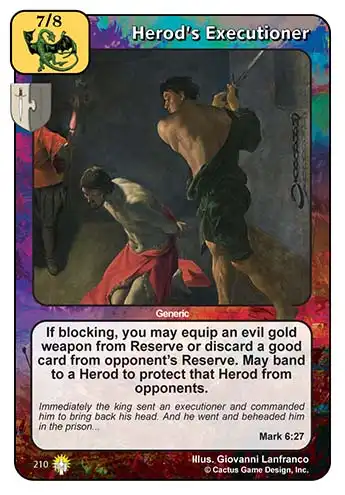 7/8
Herod's Executioner
Generic
If blocking, you may equip an evil gold
weapon from Reserve or discard a good
card from opponent's Reserve. May band
to a Herod to protect that Herod from
opponents.
Immediately the king sent an executioner and commanded
him to bring back his head. And he went and beheaded him
in the prison...
Mark 6:27
210
Illus. Giovanni Lanfranco
© Cactus Game Design, Inc.